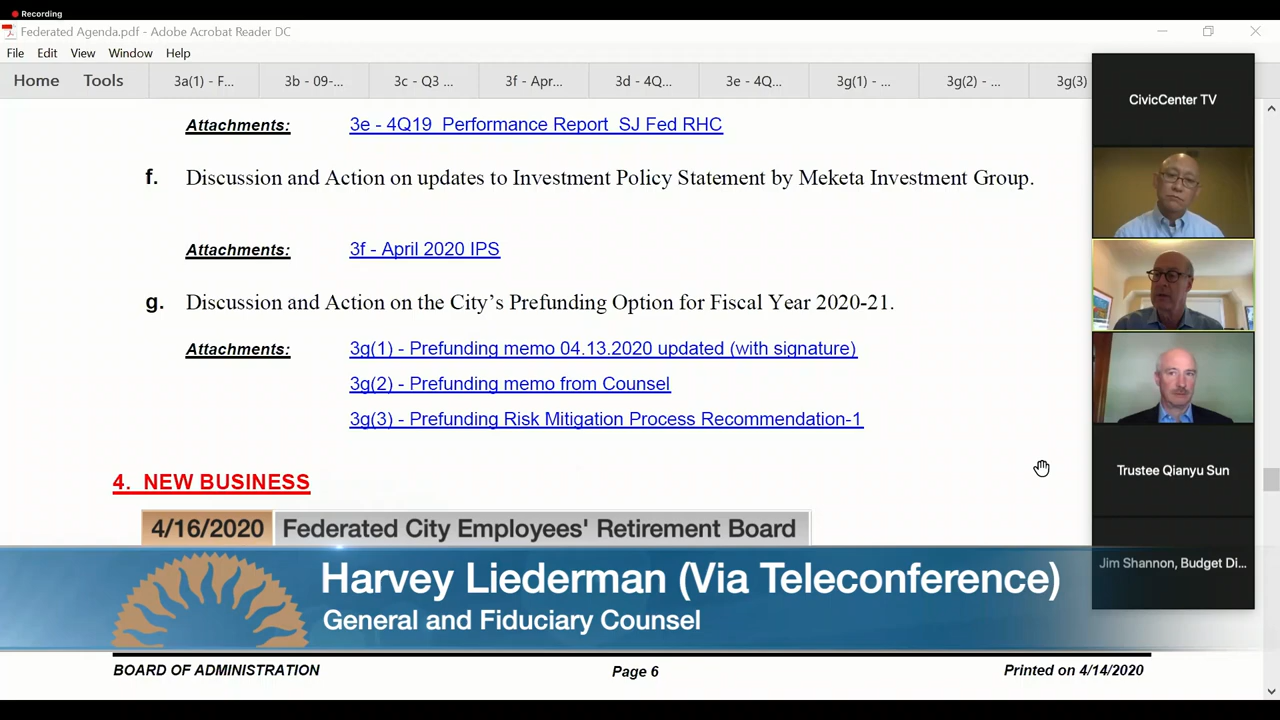 Recording
Federated Agenda.pdf - Adobe Acrobat Reader DC
File Edit View Window Help
Home Tools 3a(1) - F... 3b - 09-... 3c - Q3 ... 3f - Apr... 3d - 4Q... 3e - 4Q... 3g(1) - ... 3g(2) - ... 3g(3)
CivicCenter TV
Attachments: 3e - 4Q19 Performance Report SJ Fed RHC
f. Discussion and Action on updates to Investment Policy Statement by Meketa Investment Group.
Attachments: 3f - April 2020 IPS
g. Discussion and Action on the City's Prefunding Option for Fiscal Year 2020-21.
Attachments: 3g(1) - Prefunding memo 04.13.2020 updated (with signature)
3g(2) - Prefunding memo from Counsel
3g(3) - Prefunding Risk Mitigation Process Recommendation-1
Trustee Qianyu Sun
4. NEW BUSINESS
4/16/2020 Federated City Employees' Retirement Board
Jim Shannon, Budget Di...
Harvey Liederman (Via Teleconference)
General and Fiduciary Counsel
BOARD OF ADMINISTRATION Page 6 Printed on 4/14/2020